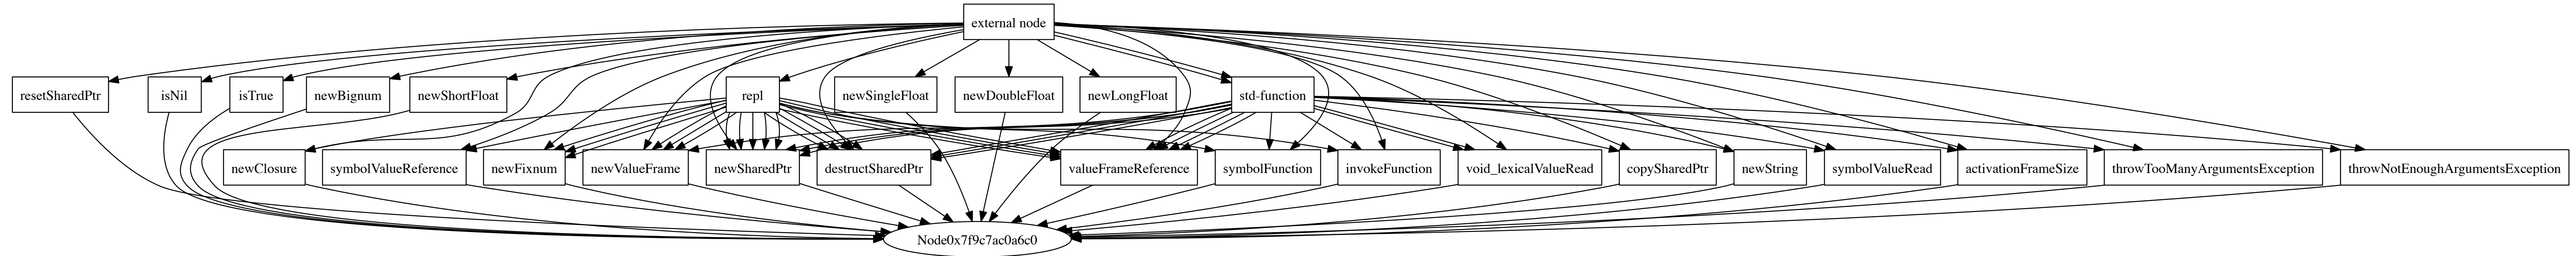 external node
resetSharedPtr
isNil
isTrue
newBignum
newShortFloat
repl
newSingleFloat
newDoubleFloat
newLongFloat
std-function
newClosure
symbolValueReference
newFixnum
newValueFrame
newSharedPtr
destructSharedPtr
valueFrameReference
symbolFunction
invokeFunction
void_lexicalValueRead
copySharedPtr
newString
symbolValueRead
activationFrameSize
throwTooManyArgumentsException
throwNotEnoughArgumentsException
Node0x7f9c7ac0a6c0